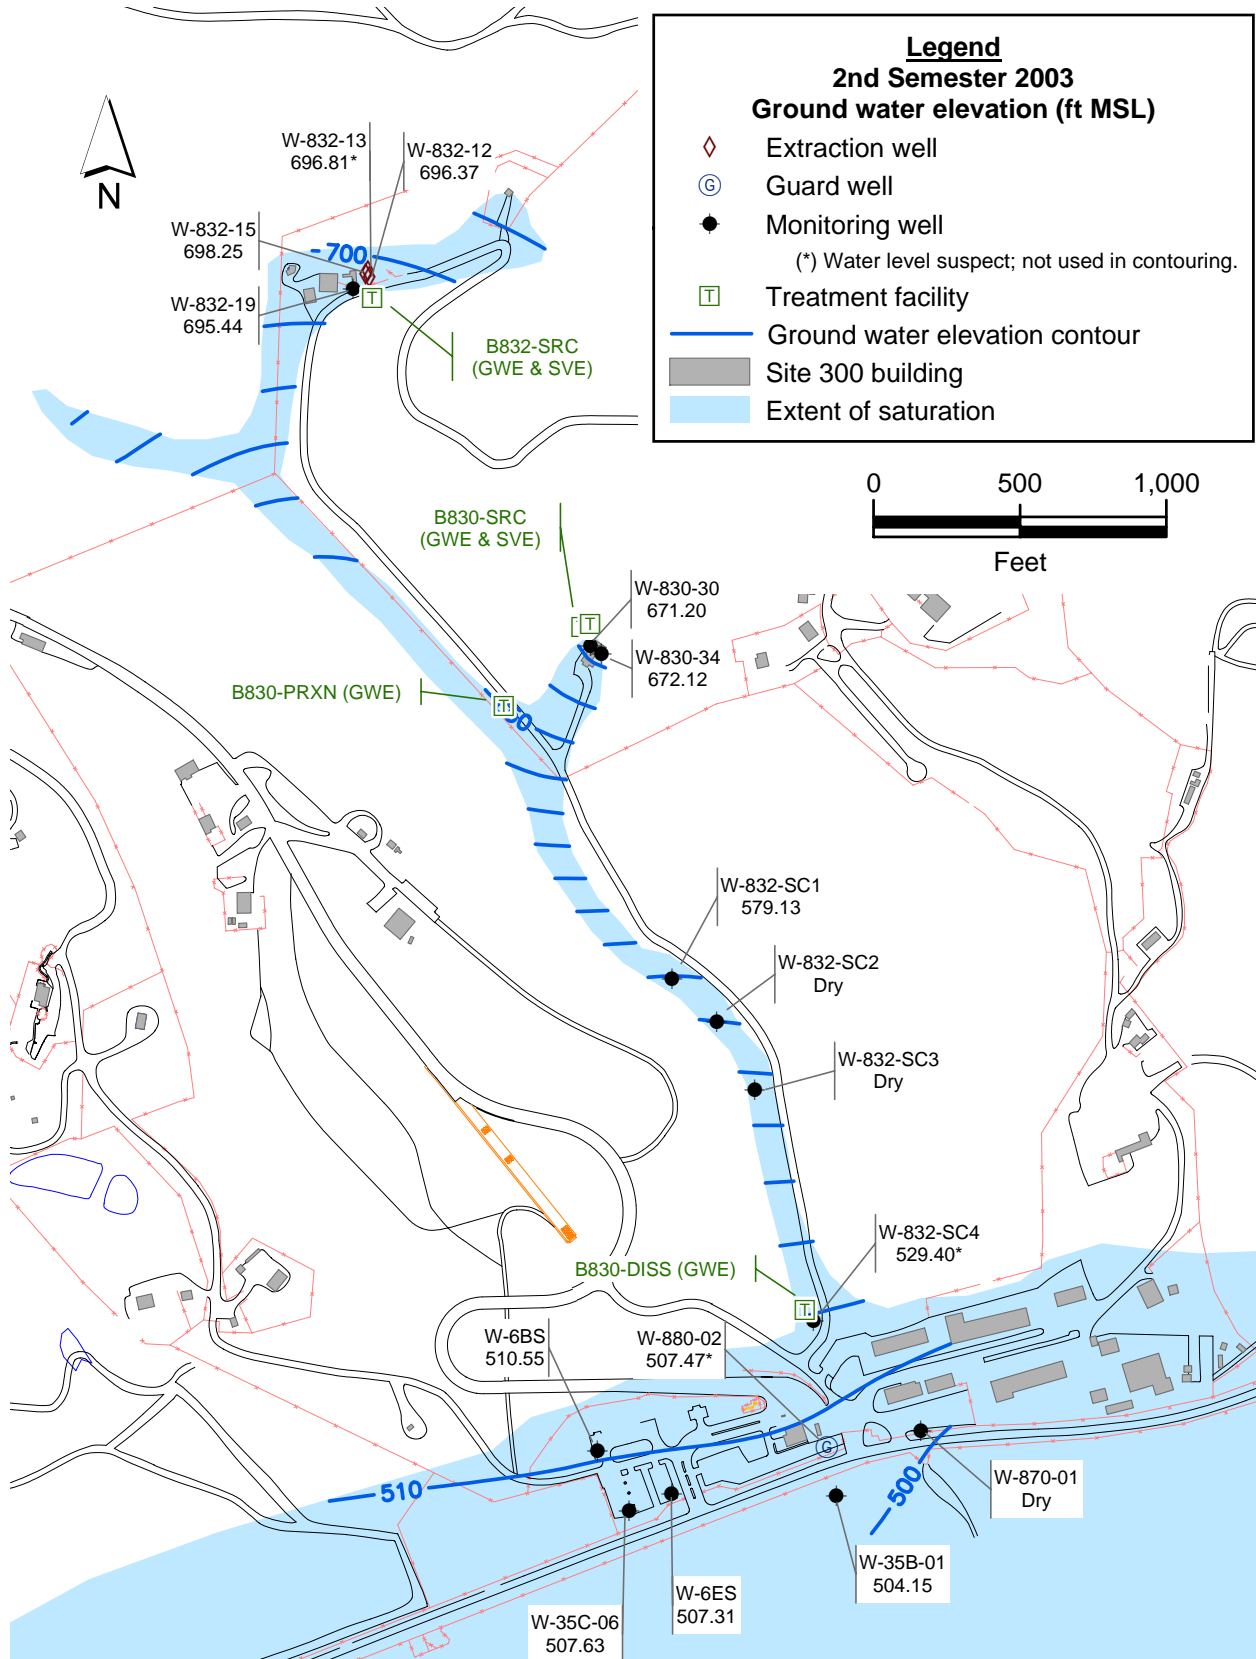 Legend
2nd Semester 2003
Ground water elevation (ft MSL)
Extraction well
G
Guard well
Monitoring well
(*) Water level suspect; not used in contouring.
T
Treatment facility
Ground water elevation contour
Site 300 building
Extent of saturation
0
500
1,000
Feet
N
W-832-13
696.81*
W-832-12
696.37
W-832-15
698.25
700
W-832-19
695.44
T
B832-SRC
(GWE & SVE)
B830-SRC
(GWE & SVE)
T
W-830-30
671.20
W-830-34
672.12
B830-PRXN (GWE)
T
W-832-SC1
579.13
W-832-SC2
Dry
W-832-SC3
Dry
W-832-SC4
529.40*
B830-DISS (GWE)
T
W-6BS
510.55
W-880-02
507.47*
G
510
500
W-870-01
Dry
W-35B-01
504.15
W-6ES
507.31
W-35C-06
507.63